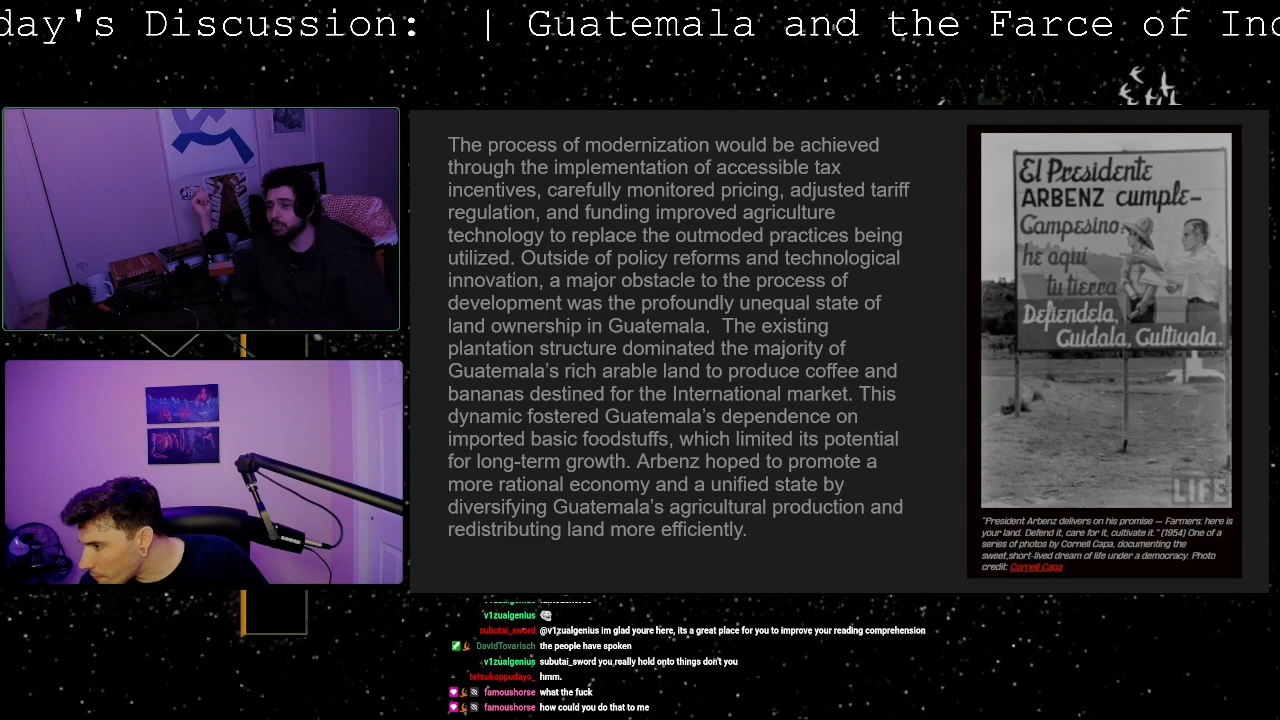 day's Discussion: | Guatemala and the Farce of Ind
The process of modernization would be achieved
through the implementation of accessible tax
incentives, carefully monitored pricing, adjusted tariff
regulation, and funding improved agriculture
technology to replace the outmoded practices being
utilized. Outside of policy reforms and technological
innovation, a major obstacle to the process of
development was the profoundly unequal state of
land ownership in Guatemala. The existing
plantation structure dominated the majority of
Guatemala's rich arable land to produce coffee and
bananas destined for the International market. This
dynamic fostered Guatemala's dependence on
imported basic foodstuffs, which limited its potential
for long-term growth. Arbenz hoped to promote a
more rational economy and a unified state by
diversifying Guatemala's agricultural production and
redistributing land more efficiently.
El Presidente
ARBENZ cumple-
Campesino:
he aqui
tu tierra
Defiendela,
Cuidala, Cultivala.
LIFE
"President Arbenz delivers on his promise — Farmers: here is
your land. Defend it, care for it, cultivate it." (1954) One of a
series of photos by Cornell Capa, documenting the
sweet,short-lived dream of life under a democracy. Photo
credit: Cornell Capa
v1zualgenius
subutai_sword @v1zualgenius im glad youre here, its a great place for you to improve your reading comprehension
DavidTovarisch the people have spoken
v1zualgenius subutai_sword you really hold onto things don't you
tetsukoppudayo_ hmm.
famoushorse what the fuck
famoushorse how could you do that to me